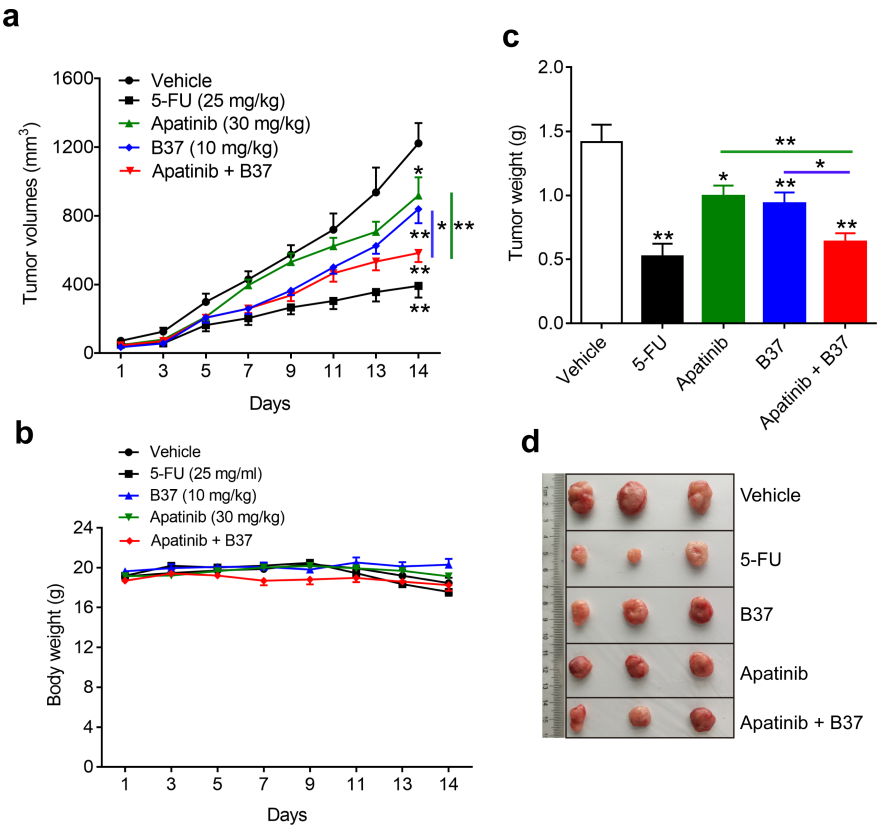 a
1600
1200
800
400
0
Tumor volumes (mm³)
Vehicle
5-FU (25 mg/kg)
Apatinib (30 mg/kg)
B37 (10 mg/kg)
Apatinib + B37
*
**
**
**
* **
1 3 5 7 9 11 13 14
Days
b
Vehicle
5-FU (25 mg/ml)
B37 (10 mg/kg)
Apatinib (30 mg/kg)
Apatinib + B37
24
20
16
12
8
4
0
Body weight (g)
1 3 5 7 9 11 13 14
Days
c
2.0
1.5
1.0
0.5
0.0
Tumor weight (g)
**
*
**
*
**
**
Vehicle
5-FU
Apatinib
B37
Apatinib + B37
d
Vehicle
5-FU
B37
Apatinib
Apatinib + B37